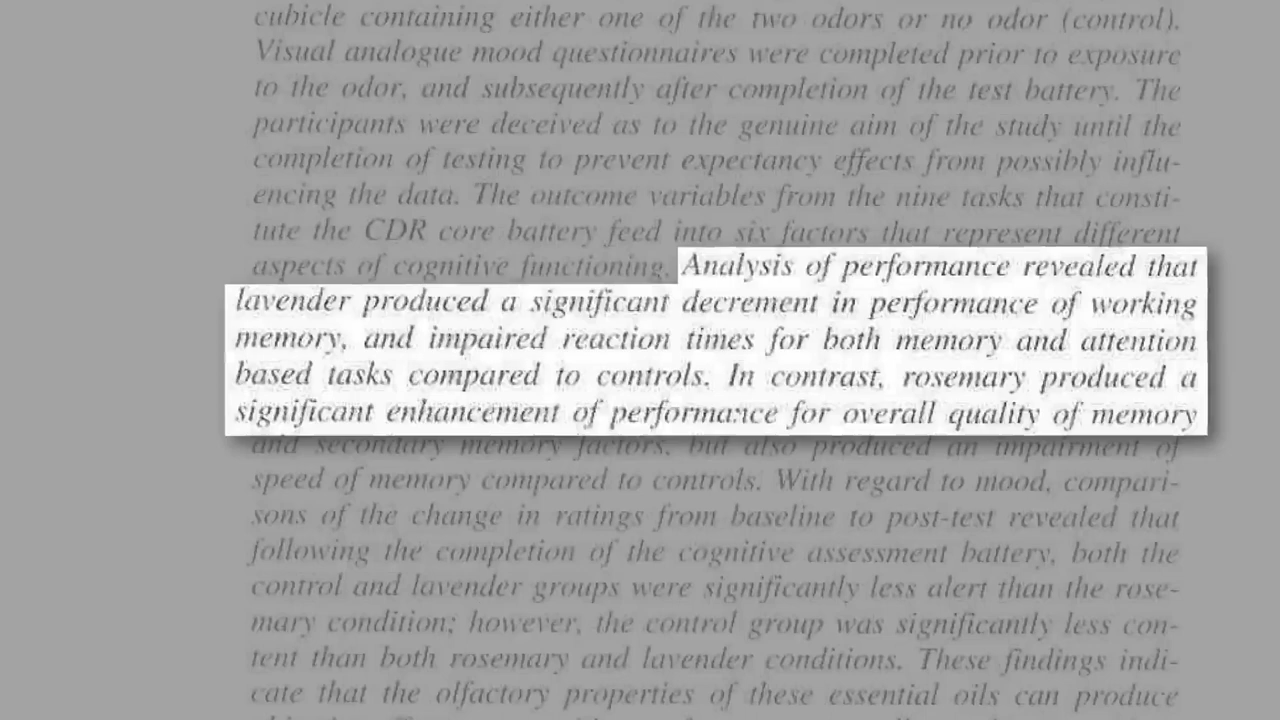 cubicle containing either one of the two odors or no odor (control).
Visual analogue mood questionnaires were completed prior to exposure
to the odor, and subsequently after completion of the test battery. The
participants were deceived as to the genuine aim of the study until the
completion of testing to prevent expectancy effects from possibly influ-
encing the data. The outcome variables from the nine tasks that consti-
tute the CDR core battery feed into six factors that represent different
aspects of cognitive functioning. Analysis of performance revealed that
lavender produced a significant decrement in performance of working
memory, and impaired reaction times for both memory and attention
based tasks compared to controls. In contrast, rosemary produced a
significant enhancement of performance for overall quality of memory
and secondary memory factors, but also produced an impairment of
speed of memory compared to controls. With regard to mood, compari-
sons of the change in ratings from baseline to post-test revealed that
following the completion of the cognitive assessment battery, both the
control and lavender groups were significantly less alert than the rose-
mary condition; however, the control group was significantly less con-
tent than both rosemary and lavender conditions. These findings indi-
cate that the olfactory properties of these essential oils can produce